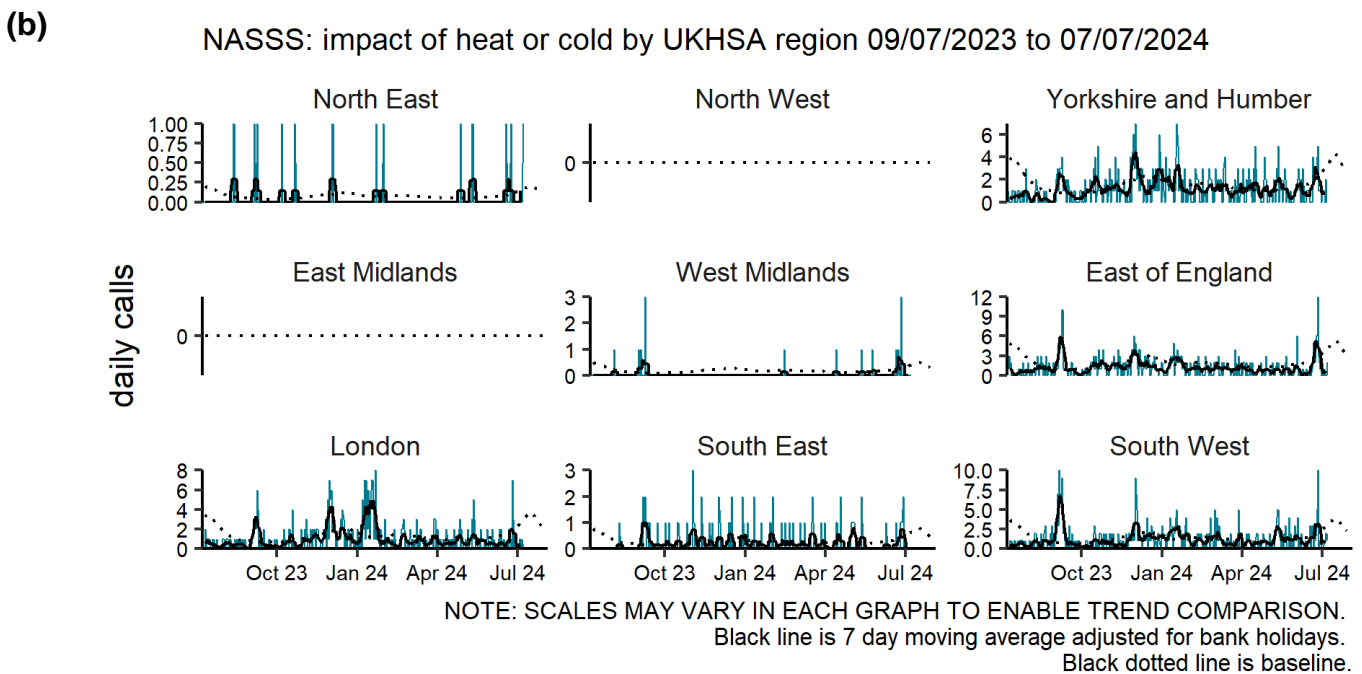 (b)
NASSS: impact of heat or cold by UKHSA region 09/07/2023 to 07/07/2024
North East
North West
Yorkshire and Humber
1.00
0.75
0.50
0.25
0.00
0
6
4
2
0
East Midlands
West Midlands
East of England
0
3
2
1
0
12
9
6
3
0
daily calls
London
South East
South West
8
6
4
2
0
3
2
1
0
10.0
7.5
5.0
2.5
0.0
Oct 23 Jan 24 Apr 24 Jul 24
Oct 23 Jan 24 Apr 24 Jul 24
Oct 23 Jan 24 Apr 24 Jul 24
NOTE: SCALES MAY VARY IN EACH GRAPH TO ENABLE TREND COMPARISON.
Black line is 7 day moving average adjusted for bank holidays.
Black dotted line is baseline.